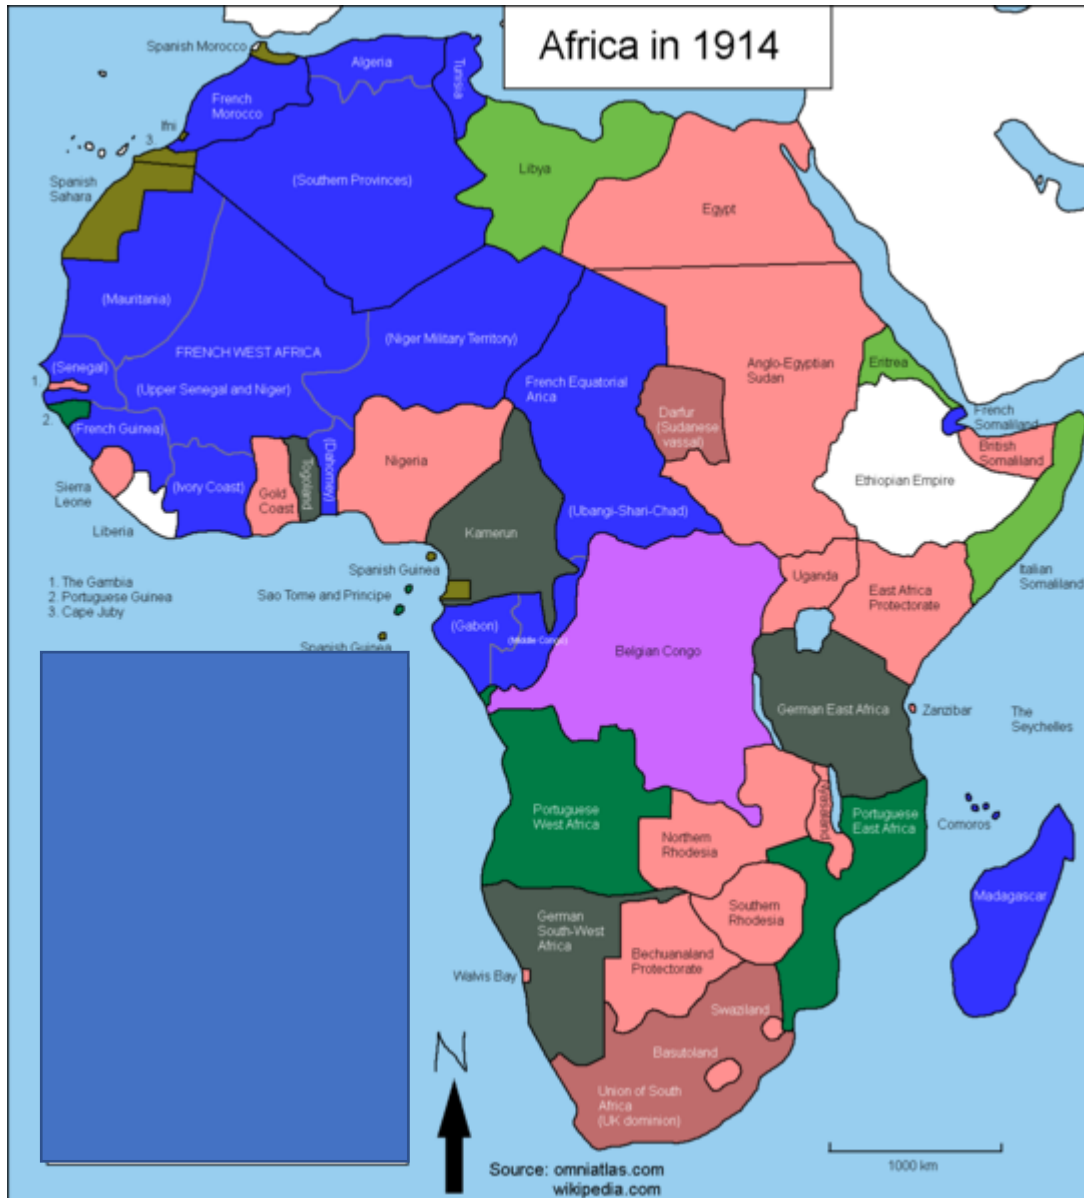 Africa in 1914
Spanish Morocco
Algeria
Tunisia
French
Morocco
Ifni
3.
Spanish
Sahara
(Southern Provinces)
Libya
Egypt
(Mauritania)
FRENCH WEST AFRICA
(Niger Military Territory)
(Senegal)
1.
(Upper Senegal and Niger)
2.
(French Guinea)
French Equatorial
Arica
Anglo-Egyptian
Sudan
Eritrea
Darfur
(Sudanese
vassal)
French
Somaliland
British
Somaliland
Ethiopian Empire
Sierra
Leone
Liberia
(Ivory Coast)
Gold
Coast
Togoland
(Dahomey)
Nigeria
Kamerun
(Ubangi-Shari-Chad)
Italian
Somaliland
Spanish Guinea
Sao Tome and Principe
Spanish Guinea
1. The Gambia
2. Portuguese Guinea
3. Cape Juby
Uganda
East Africa
Protectorate
(Gabon)
(Middle Congo)
Belgian Congo
German East Africa
Zanzibar
The
Seychelles
Portuguese
West Africa
Northern
Rhodesia
Nyasaland
Portuguese
East Africa
Comoros
Madagascar
German
South-West
Africa
Southern
Rhodesia
Walvis Bay
Bechuanaland
Protectorate
Swaziland
Basutoland
Union of South
Africa
(UK dominion)
N
1000 km
Source: omniatlas.com
wikipedia.com